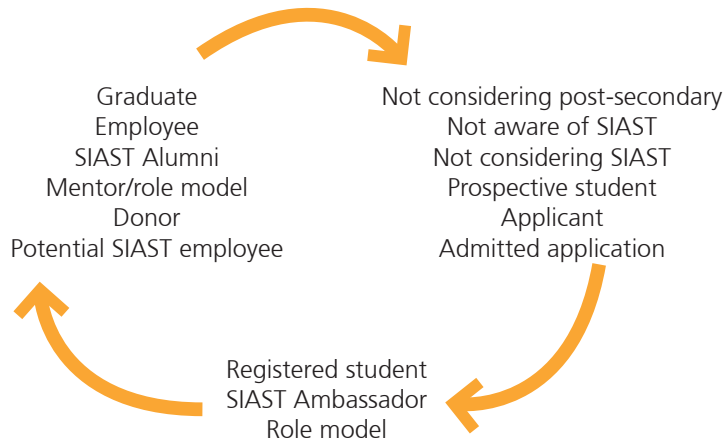 Graduate
Employee
SIAST Alumni
Mentor/role model
Donor
Potential SIAST employee
Not considering post-secondary
Not aware of SIAST
Not considering SIAST
Prospective student
Applicant
Admitted application
Registered student
SIAST Ambassador
Role model